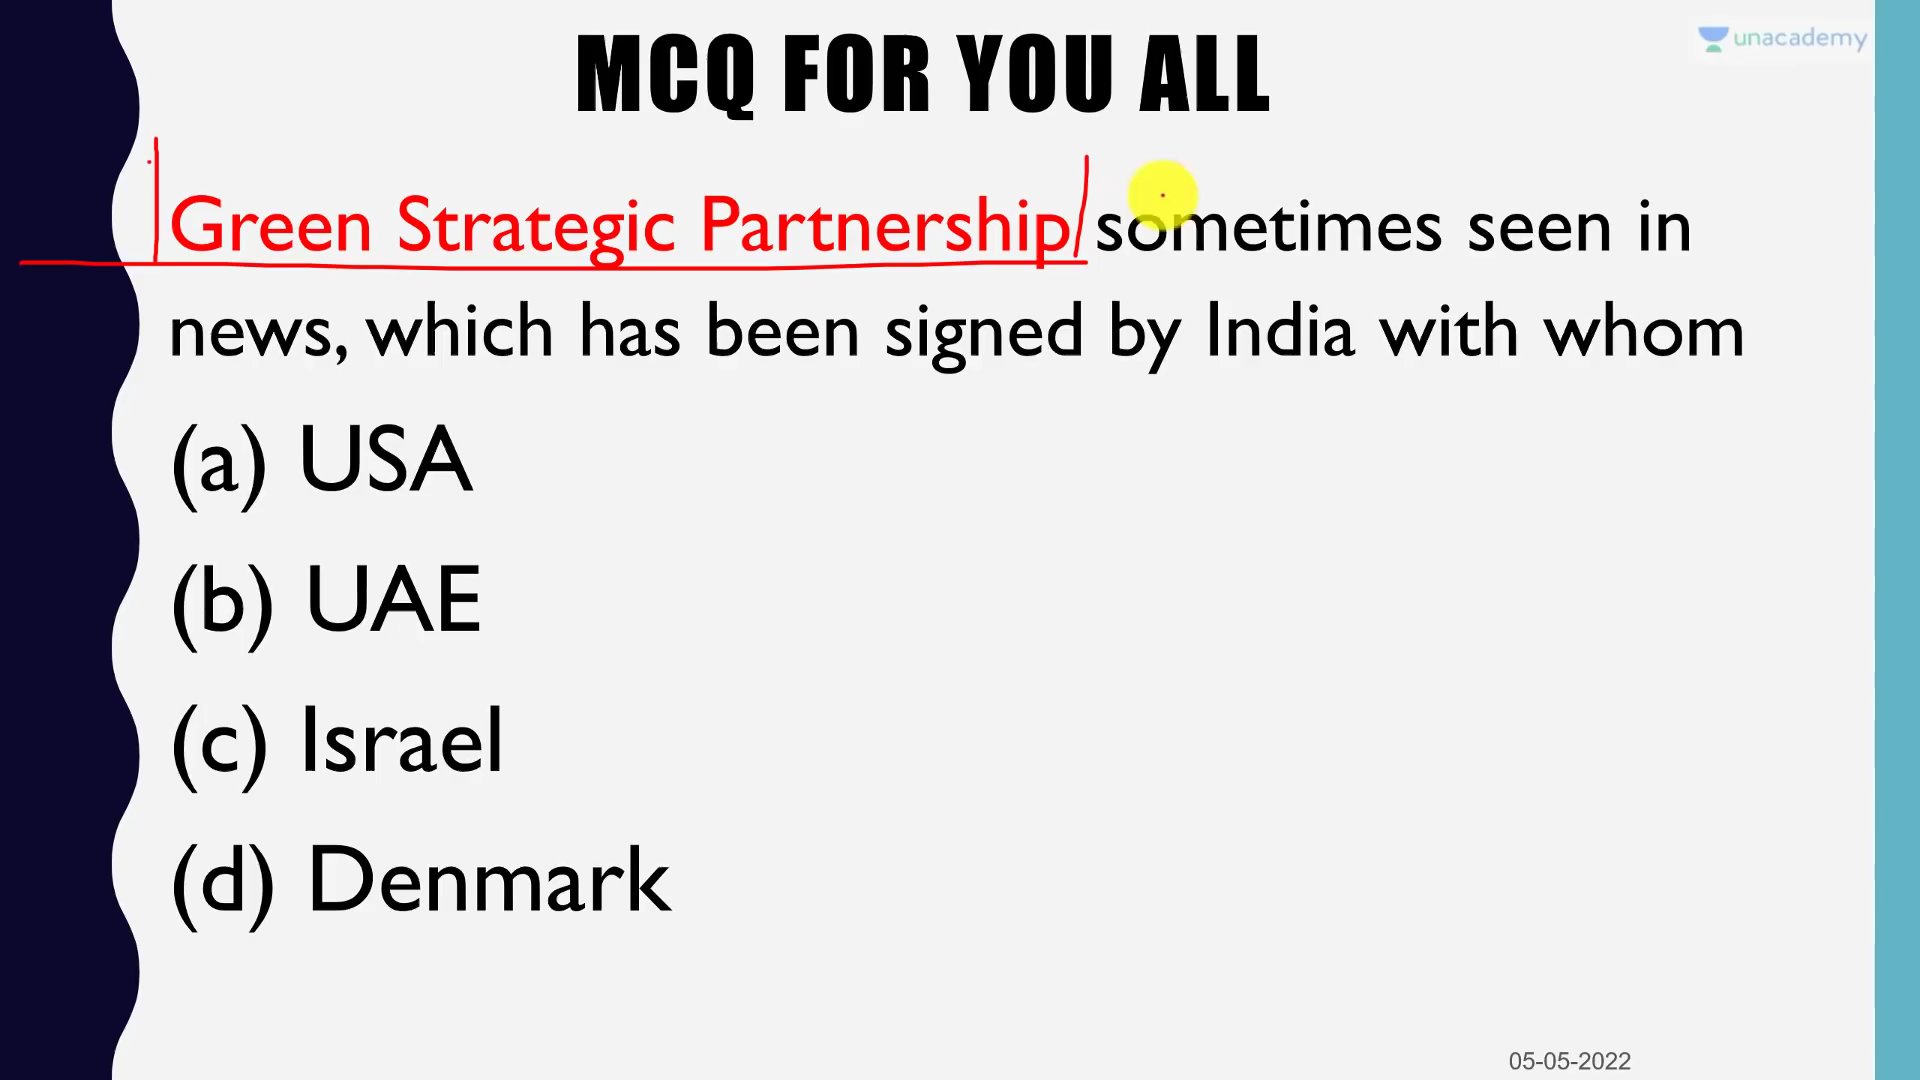 MCQ FOR YOU ALL
unacademy
Green Strategic Partnership sometimes seen in
news, which has been signed by India with whom
(a) USA
(b) UAE
(c) Israel
(d) Denmark
05-05-2022